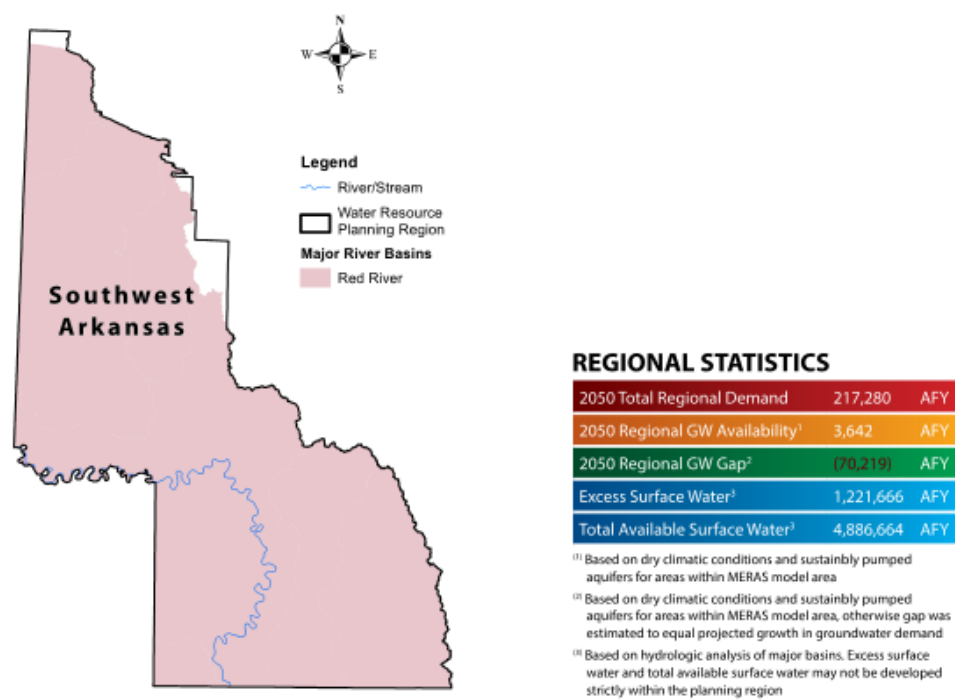 N
W E
S
Legend
River/Stream
Water Resource
Planning Region
Major River Basins
Red River
Southwest
Arkansas
REGIONAL STATISTICS
2050 Total Regional Demand 217,280 AFY
2050 Regional GW Availability¹ 3,642 AFY
2050 Regional GW Gap² (70,219) AFY
Excess Surface Water³ 1,221,666 AFY
Total Available Surface Water³ 4,886,664 AFY
(1) Based on dry climatic conditions and sustainbly pumped
aquifers for areas within MERAS model area
(2) Based on dry climatic conditions and sustainbly pumped
aquifers for areas within MERAS model area, otherwise gap was
estimated to equal projected growth in groundwater demand
(3) Based on hydrologic analysis of major basins. Excess surface
water and total available surface water may not be developed
strictly within the planning region